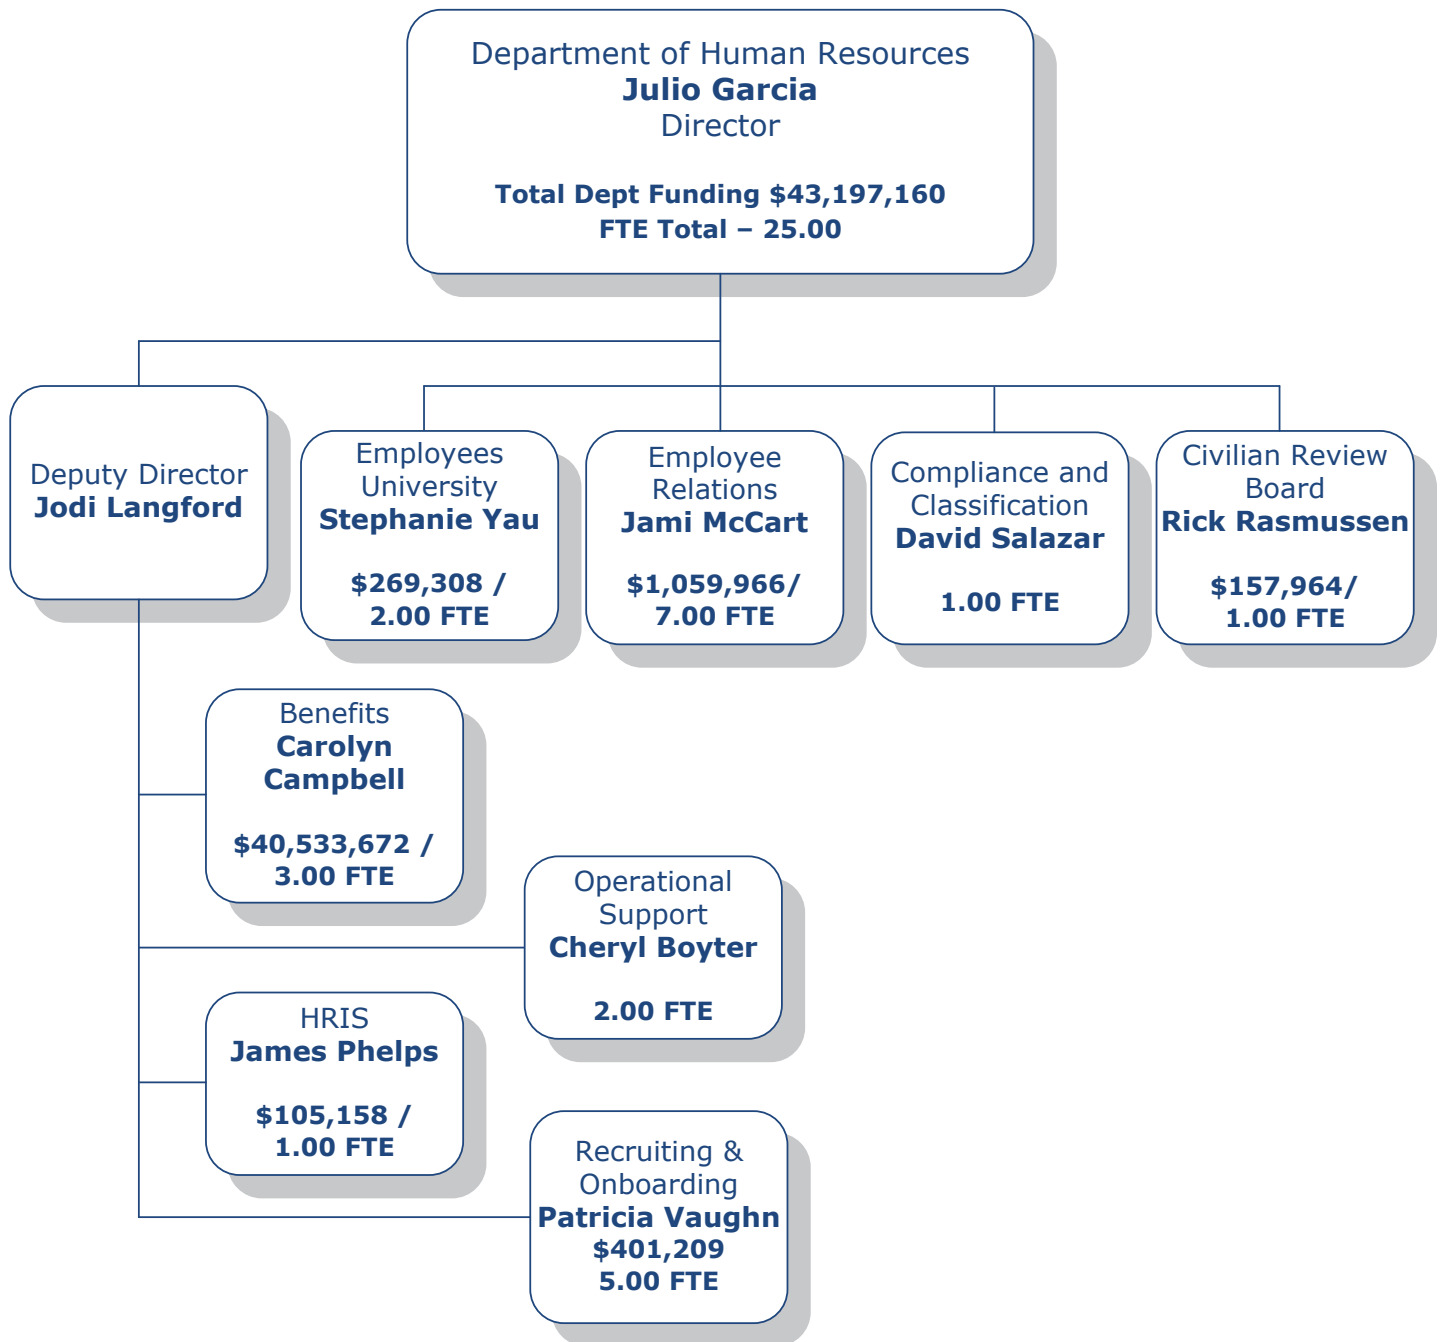 Department of Human Resources
Julio Garcia
Director
Total Dept Funding $43,197,160
FTE Total – 25.00
Deputy Director
Jodi Langford
Employees
University
Stephanie Yau
$269,308 /
2.00 FTE
Employee
Relations
Jami McCart
$1,059,966/
7.00 FTE
Compliance and
Classification
David Salazar
1.00 FTE
Civilian Review
Board
Rick Rasmussen
$157,964/
1.00 FTE
Benefits
Carolyn
Campbell
$40,533,672 /
3.00 FTE
Operational
Support
Cheryl Boyter
2.00 FTE
HRIS
James Phelps
$105,158 /
1.00 FTE
Recruiting &
Onboarding
Patricia Vaughn
$401,209
5.00 FTE